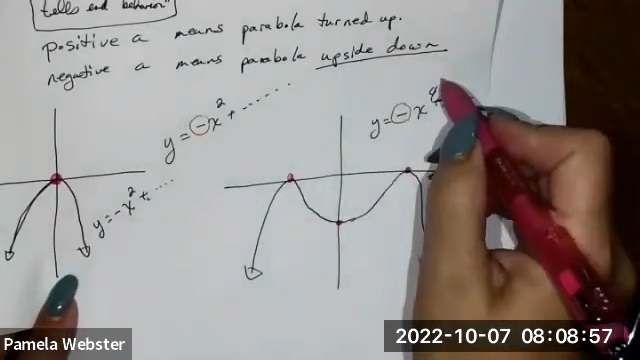 tells end behavior"
positive a means parabola turned up.
negative a means parabola upside down
y = -x² + ......
y = -x⁴
y = -x² + ....
Pamela Webster
2022-10-07 08:08:57